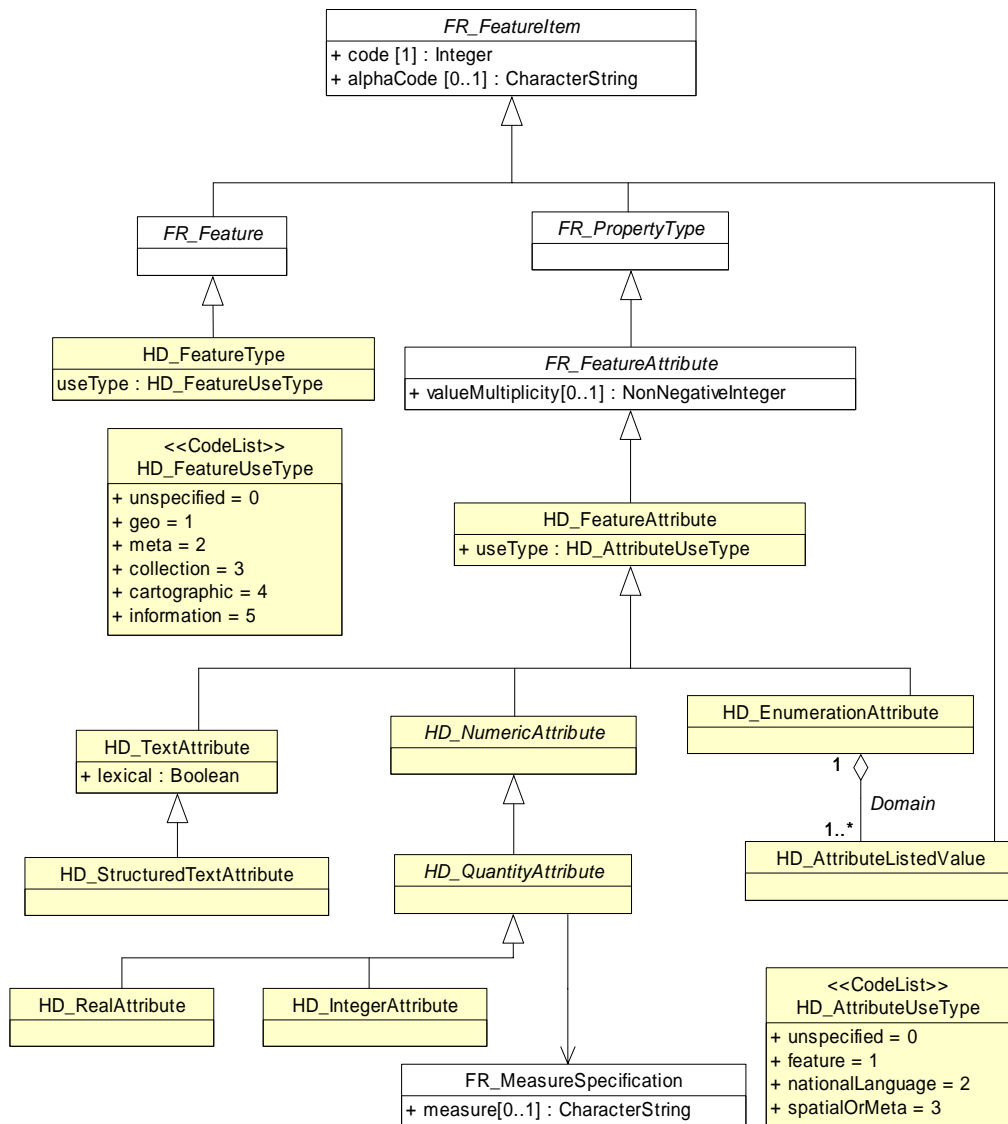 FR_FeatureItem
+ code [1] : Integer
+ alphaCode [0..1] : CharacterString
FR_Feature
FR_PropertyType
HD_FeatureType
useType : HD_FeatureUseType
FR_FeatureAttribute
+ valueMultiplicity[0..1] : NonNegativeInteger
<<CodeList>>
HD_FeatureUseType
+ unspecified = 0
+ geo = 1
+ meta = 2
+ collection = 3
+ cartographic = 4
+ information = 5
HD_FeatureAttribute
+ useType : HD_AttributeUseType
HD_TextAttribute
+ lexical : Boolean
HD_NumericAttribute
HD_EnumerationAttribute
1
Domain
1..*
HD_StructuredTextAttribute
HD_QuantityAttribute
HD_AttributeListedValue
HD_RealAttribute
HD_IntegerAttribute
<<CodeList>>
HD_AttributeUseType
+ unspecified = 0
+ feature = 1
+ nationalLanguage = 2
+ spatialOrMeta = 3
FR_MeasureSpecification
+ measure[0..1] : CharacterString